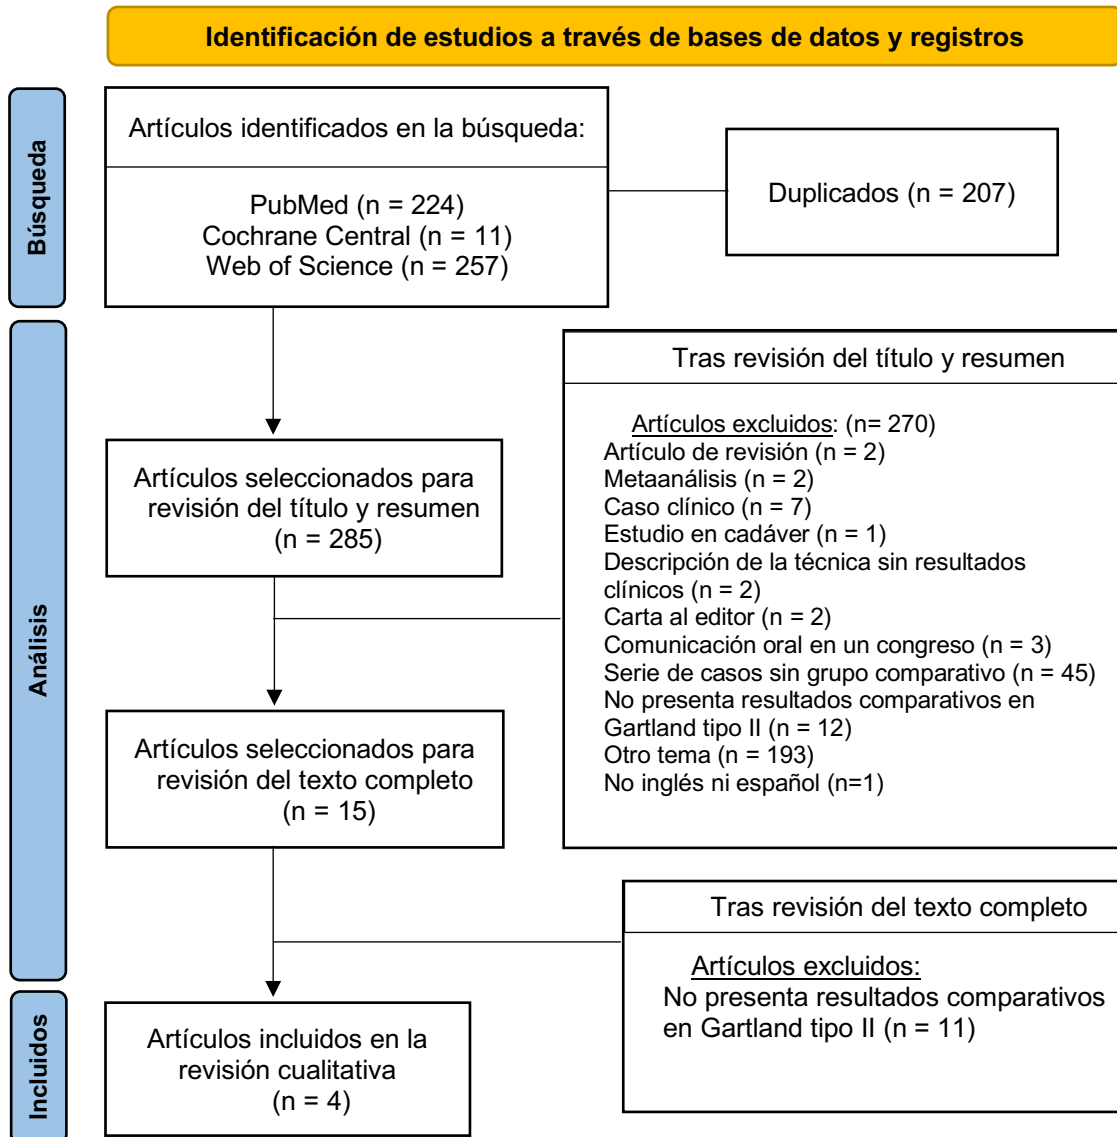 Identificación de estudios a través de bases de datos y registros
Búsqueda
Artículos identificados en la búsqueda:
PubMed (n = 224)
Cochrane Central (n = 11)
Web of Science (n = 257)
Duplicados (n = 207)
Análisis
Artículos seleccionados para
revisión del título y resumen
(n = 285)
Tras revisión del título y resumen
Artículos excluidos: (n= 270)
Artículo de revisión (n = 2)
Metaanálisis (n = 2)
Caso clínico (n = 7)
Estudio en cadáver (n = 1)
Descripción de la técnica sin resultados
clínicos (n = 2)
Carta al editor (n = 2)
Comunicación oral en un congreso (n = 3)
Serie de casos sin grupo comparativo (n = 45)
No presenta resultados comparativos en
Gartland tipo II (n = 12)
Otro tema (n = 193)
No inglés ni español (n=1)
Artículos seleccionados para
revisión del texto completo
(n = 15)
Tras revisión del texto completo
Artículos excluidos:
No presenta resultados comparativos
en Gartland tipo II (n = 11)
Incluidos
Artículos incluidos en la
revisión cualitativa
(n = 4)